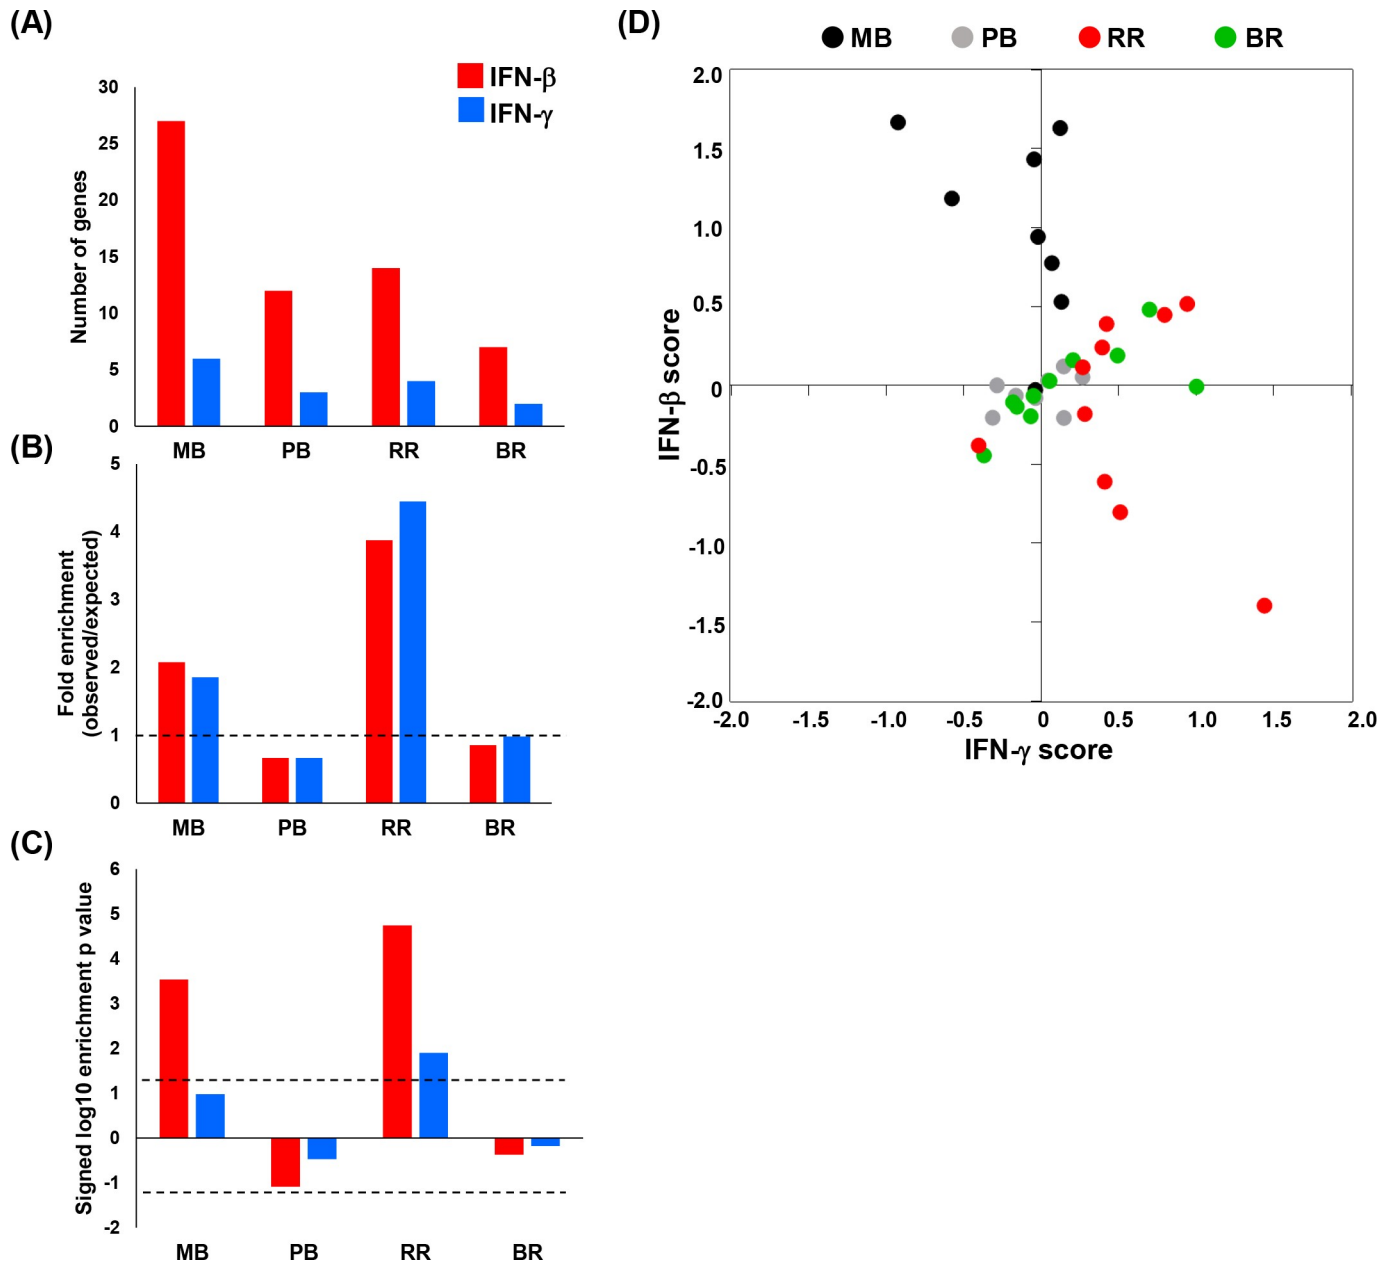 (A)
IFN-β
IFN-γ
30
25
20
15
10
5
0
Number of genes
MB PB RR BR
(B)
5
4
3
2
1
0
Fold enrichment
(observed/expected)
MB PB RR BR
(C)
6
5
4
3
2
1
0
-1
-2
Signed log10 enrichment p value
MB PB RR BR
(D)
MB PB RR BR
2.0
1.5
1.0
0.5
0
-0.5
-1.0
-1.5
-2.0
IFN-β score
-2.0 -1.5 -1.0 -0.5 0 0.5 1.0 1.5 2.0
IFN-γ score